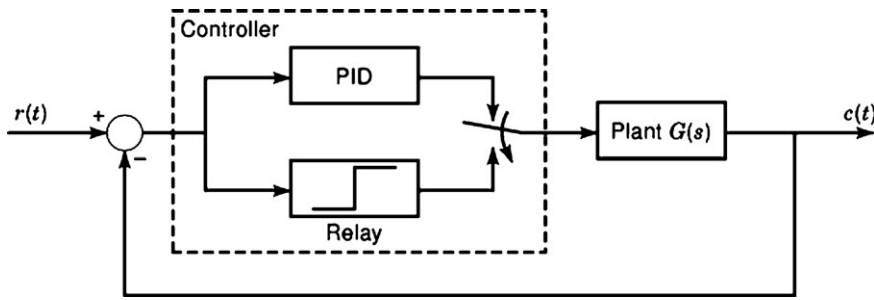 Controller
PID
r(t)
+
−
Plant G(s)
c(t)
Relay